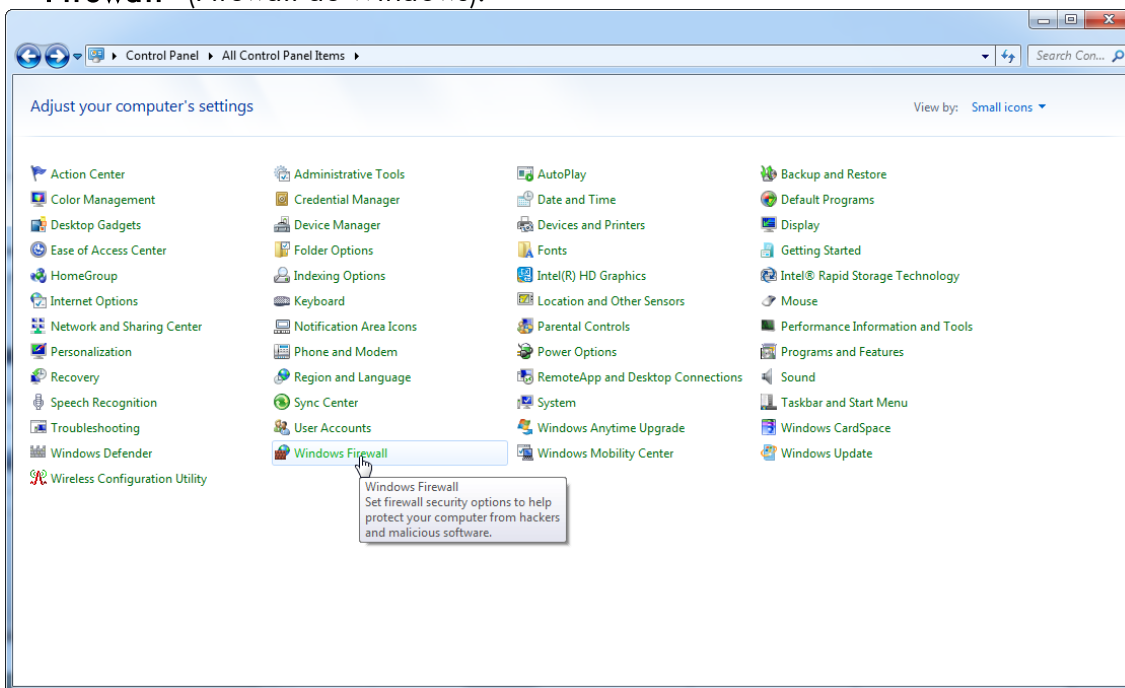 Firewall" (Firewall do Windows).
Control Panel All Control Panel Items
Search Con...
Adjust your computer's settings
View by: Small icons
Action Center
Administrative Tools
AutoPlay
Backup and Restore
Color Management
Credential Manager
Date and Time
Default Programs
Desktop Gadgets
Device Manager
Devices and Printers
Display
Ease of Access Center
Folder Options
Fonts
Getting Started
HomeGroup
Indexing Options
Intel(R) HD Graphics
Intel® Rapid Storage Technology
Internet Options
Keyboard
Location and Other Sensors
Mouse
Network and Sharing Center
Notification Area Icons
Parental Controls
Performance Information and Tools
Personalization
Phone and Modem
Power Options
Programs and Features
Recovery
Region and Language
RemoteApp and Desktop Connections
Sound
Speech Recognition
Sync Center
System
Taskbar and Start Menu
Troubleshooting
User Accounts
Windows Anytime Upgrade
Windows CardSpace
Windows Defender
Windows Firewall
Windows Mobility Center
Windows Update
Wireless Configuration Utility
Windows Firewall
Set firewall security options to help
protect your computer from hackers
and malicious software.